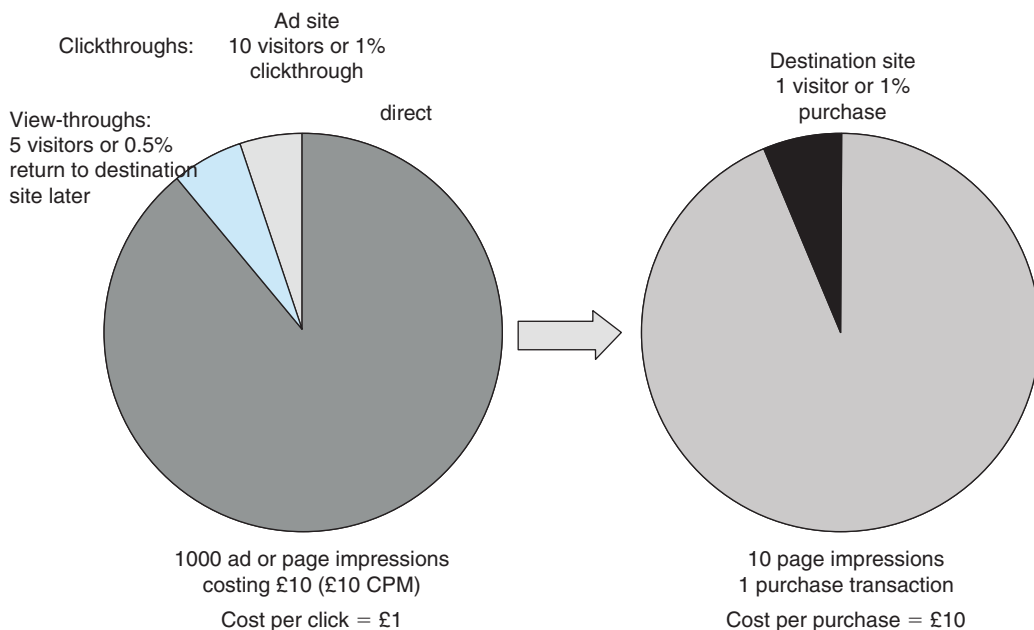 Ad site
Clickthroughs: 10 visitors or 1%
clickthrough
direct
View-throughs:
5 visitors or 0.5%
return to destination
site later
1000 ad or page impressions
costing £10 (£10 CPM)
Cost per click = £1
Destination site
1 visitor or 1%
purchase
10 page impressions
1 purchase transaction
Cost per purchase = £10